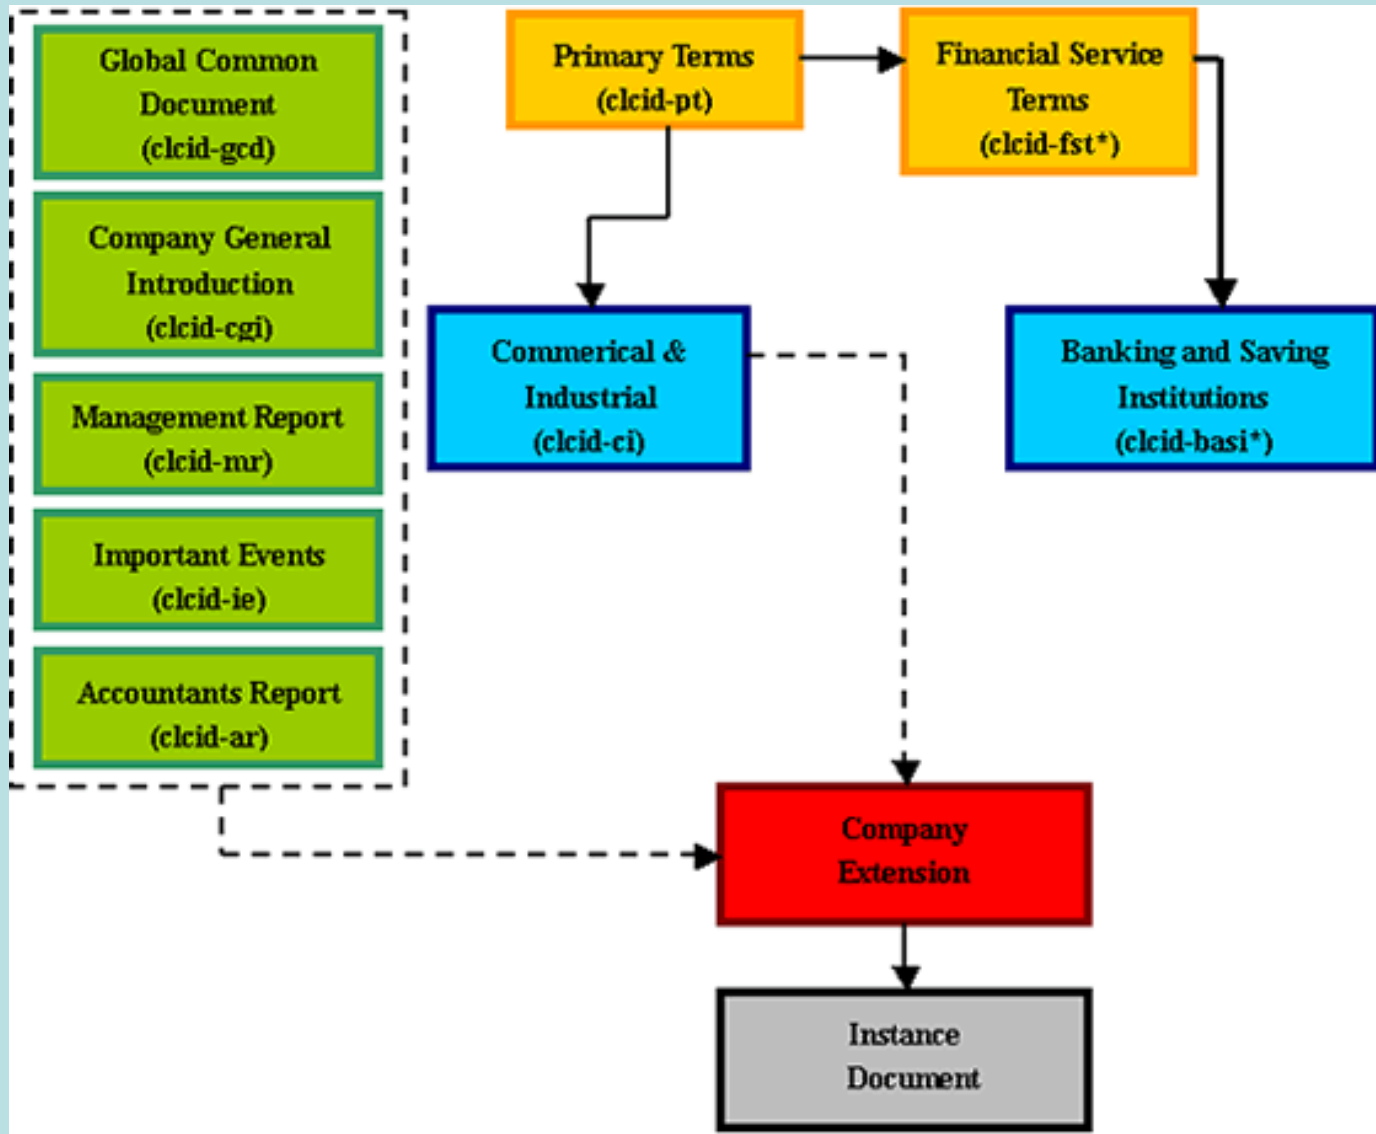 Global Common
Document
(clcid-gcd)
Company General
Introduction
(clcid-cgi)
Management Report
(clcid-mr)
Important Events
(clcid-ie)
Accountants Report
(clcid-ar)
Primary Terms
(clcid-pt)
Financial Service
Terms
(clcid-fst*)
Commerical &
Industrial
(clcid-ci)
Banking and Saving
Institutions
(clcid-basi*)
Company
Extension
Instance
Document